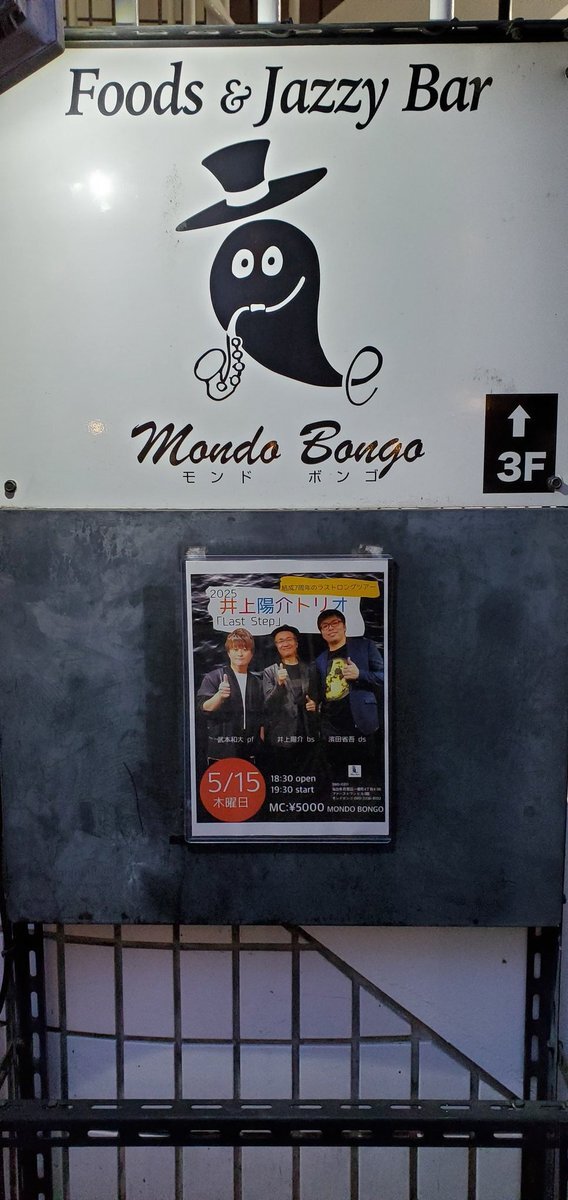 Foods & Jazzy Bar
Mondo Bongo
モンド ボンゴ
3F
結成7周年のラストロングツアー
2025
井上陽介トリオ
「Last Step」
武本和大 pf 井上陽介 bs 濱田省吾 ds
5/15
木曜日
18:30 open
19:30 start
MC:¥5000 MONDO BONGO